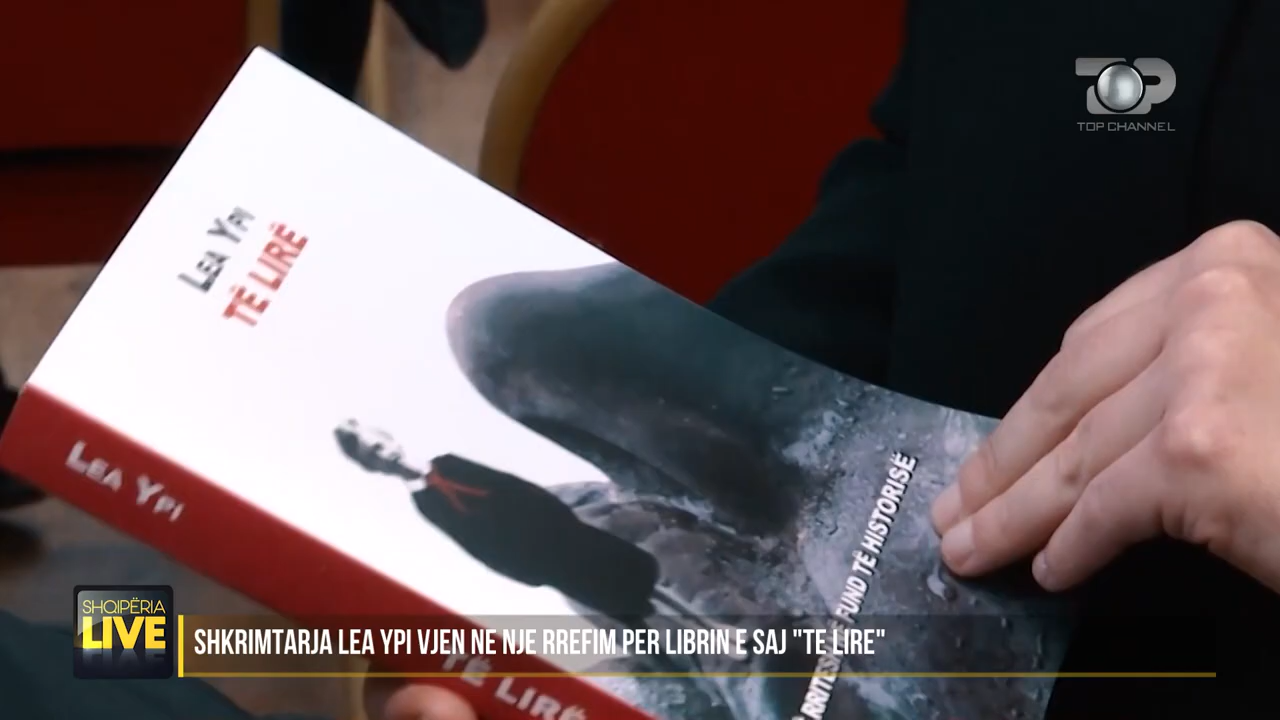 TOP
TOP CHANNEL
LEA YPI
TË LIRË
LEA YPI
TË LIRË
FUND TË HISTORISË
SHQIPËRIA
LIVE
SHKRIMTARJA LEA YPI VJEN NE NJE RREFIM PER LIBRIN E SAJ "TE LIRE"